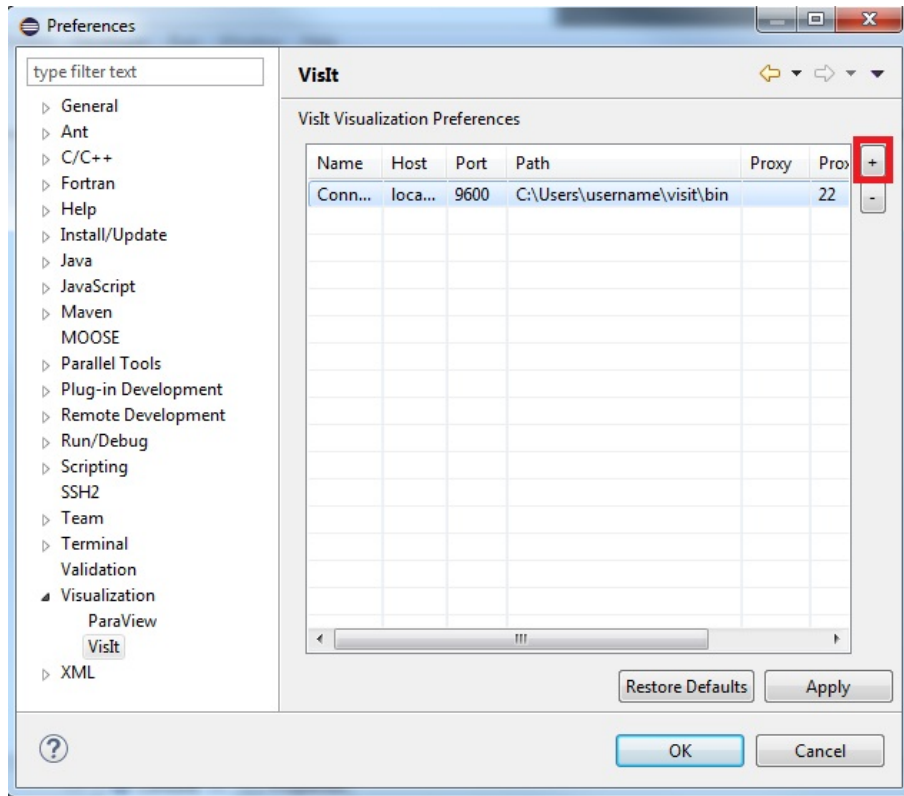 Preferences
type filter text
General
Ant
C/C++
Fortran
Help
Install/Update
Java
JavaScript
Maven
MOOSE
Parallel Tools
Plug-in Development
Remote Development
Run/Debug
Scripting
SSH2
Team
Terminal
Validation
Visualization
ParaView
VisIt
XML
VisIt
VisIt Visualization Preferences
Name Host Port Path Proxy Prox +
Conn... loca... 9600 C:\Users\username\visit\bin 22 -
Restore Defaults Apply
? OK Cancel